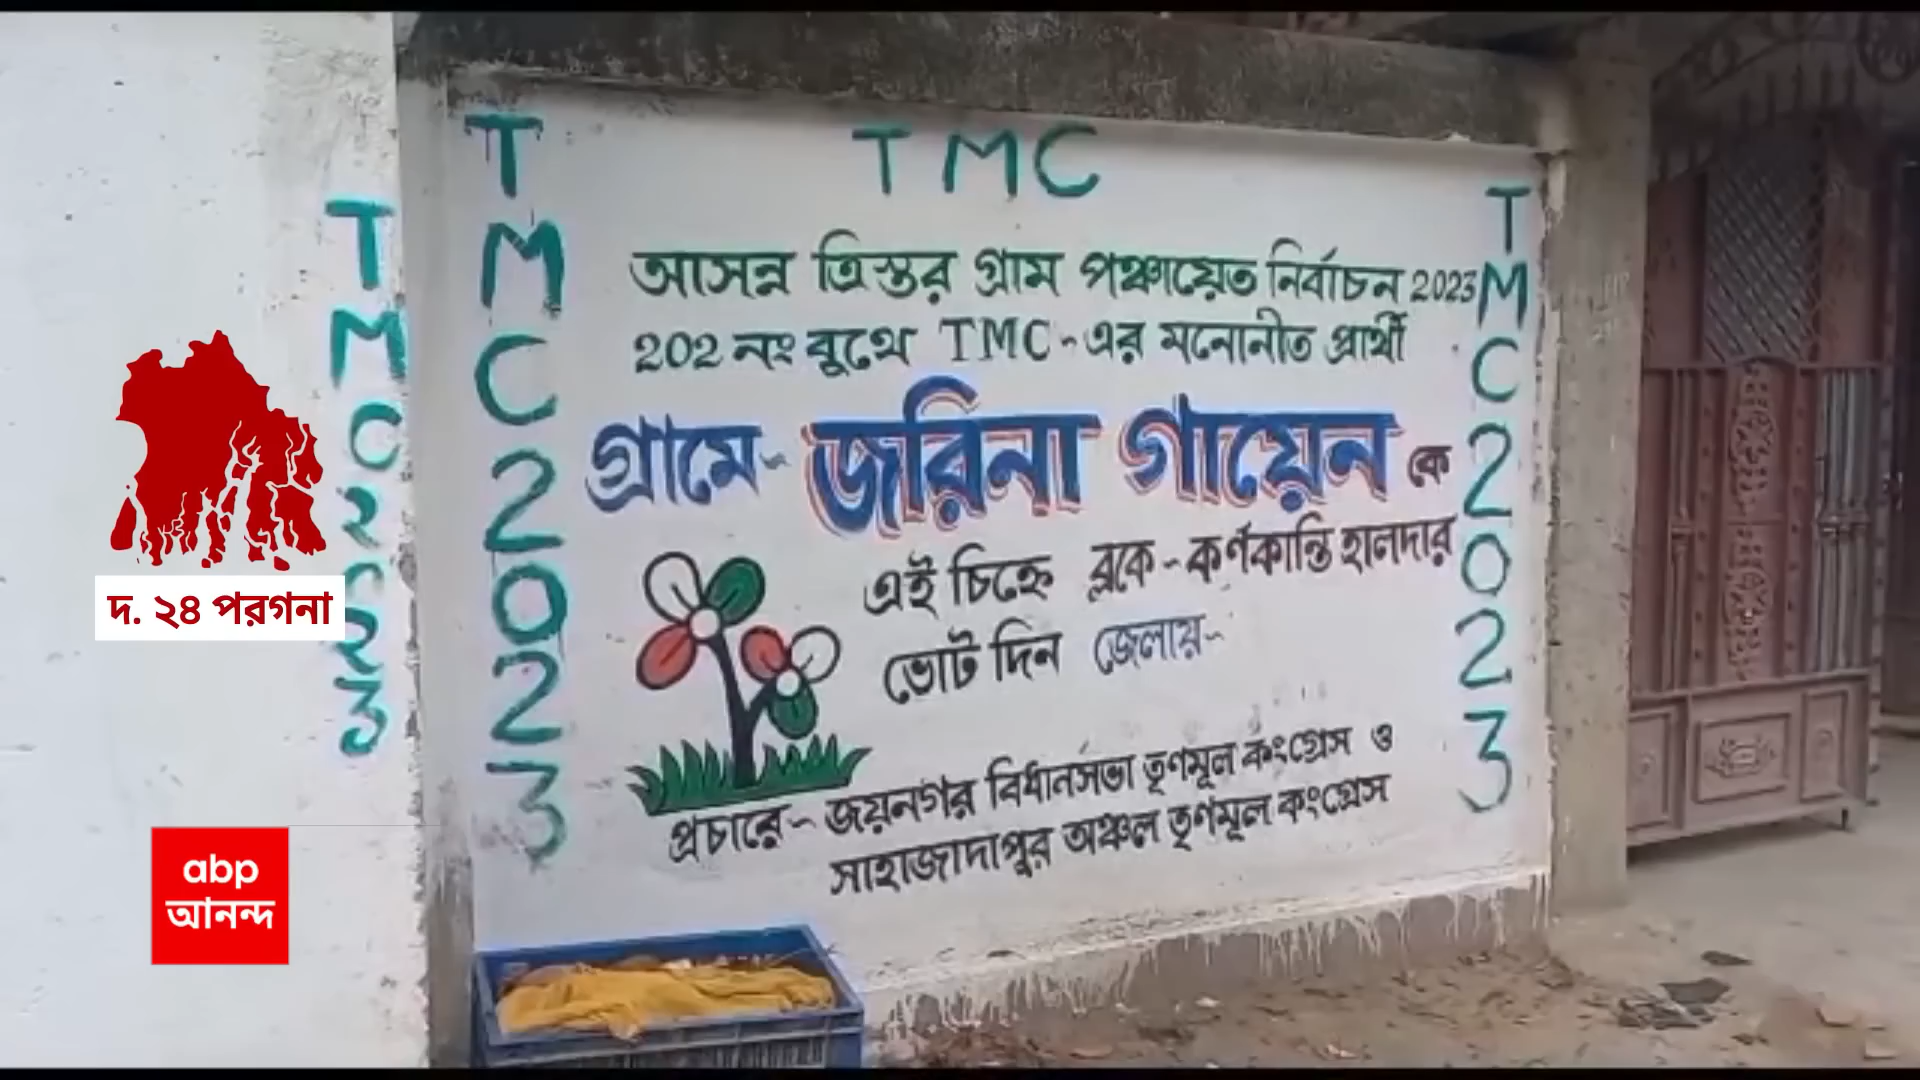 TMC
TMC2023
TMC2023
TMC2023
আসন্ন ত্রিস্তর গ্রাম পঞ্চায়েত নির্বাচন 2023
202 নং বুথে TMC-এর মনোনীত প্রার্থী
গ্রামে- জরিনা গায়েন কে
এই চিহ্নে ব্লকে-কর্ণকান্তি হালদার
ভোট দিন জেলায়-
প্রচারে- জয়নগর বিধানসভা তৃণমূল কংগ্রেস ও
সাহাজাদাপুর অঞ্চল তৃণমূল কংগ্রেস
দ. ২৪ পরগনা
abp
আনন্দ